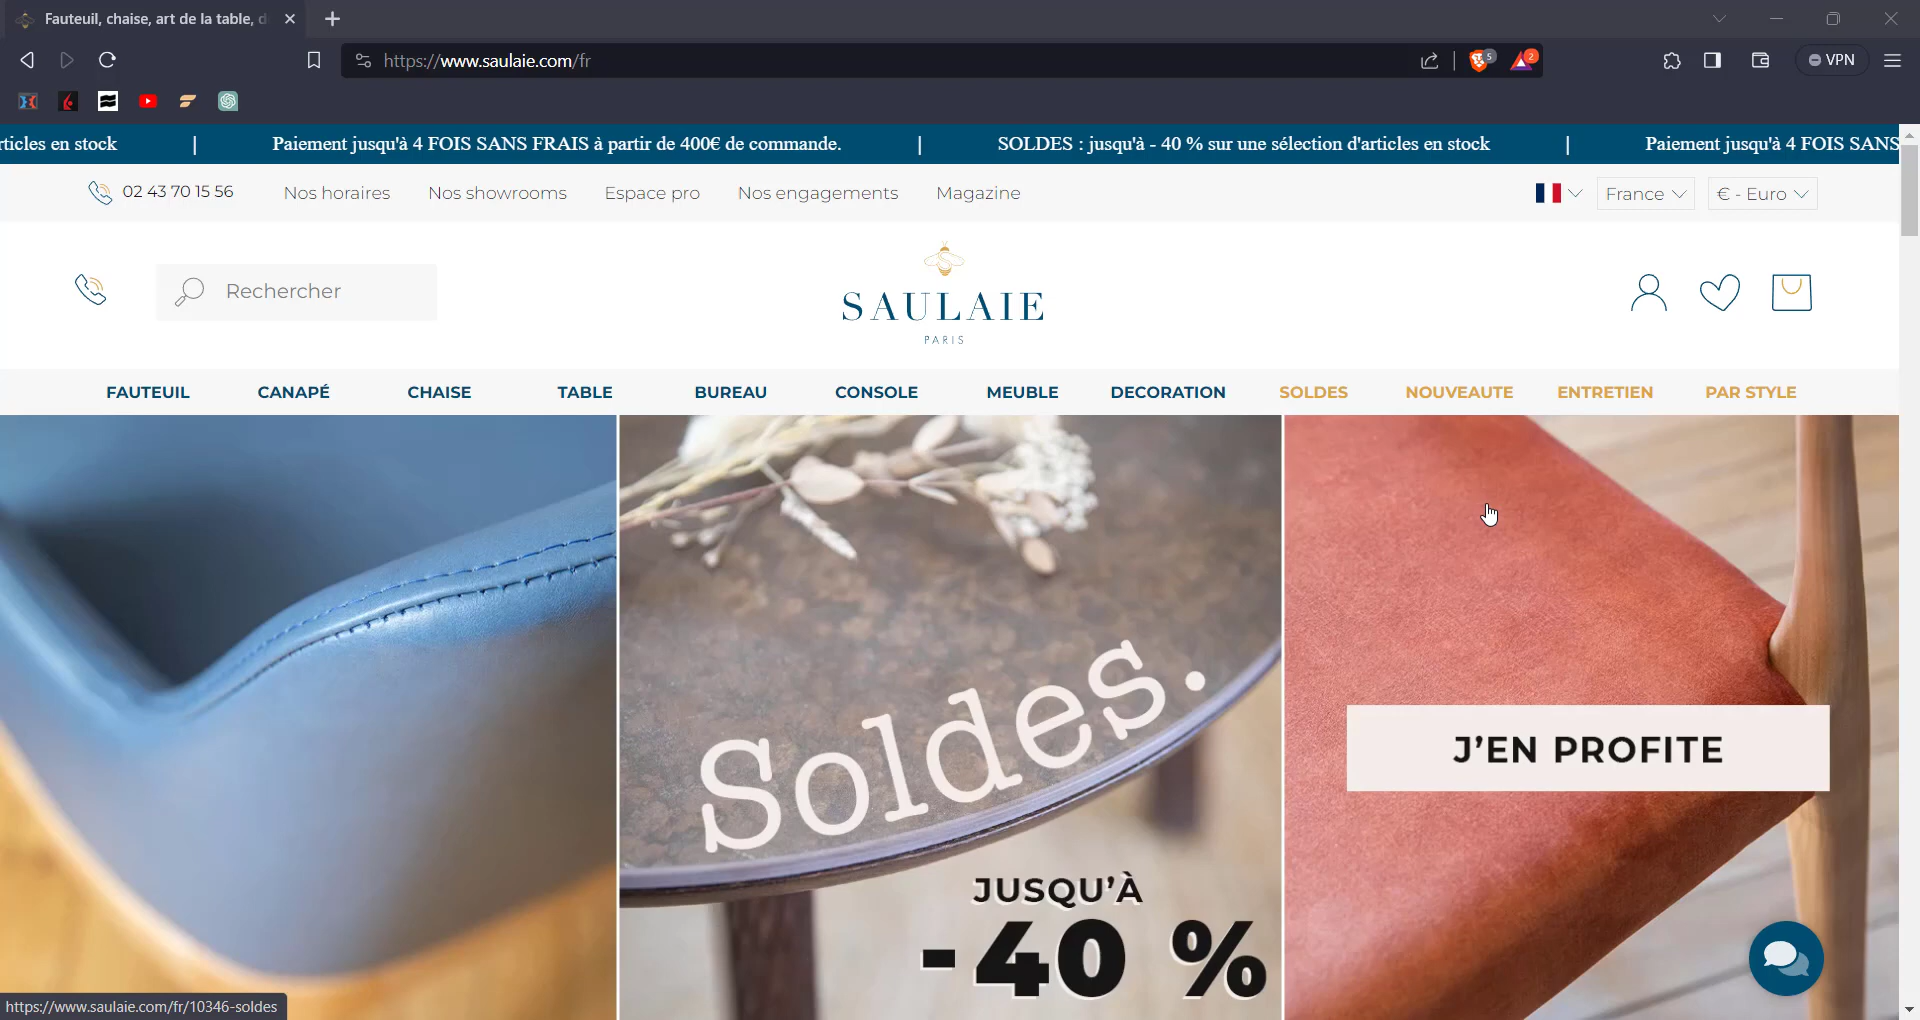 Fauteuil, chaise, art de la table, d
https://www.saulaie.com/fr
5
2
VPN
rticles en stock | Paiement jusqu'à 4 FOIS SANS FRAIS à partir de 400€ de commande. | SOLDES : jusqu'à - 40 % sur une sélection d'articles en stock | Paiement jusqu'à 4 FOIS SANS
02 43 70 15 56 Nos horaires Nos showrooms Espace pro Nos engagements Magazine France € - Euro
Rechercher
SAULAIE
PARIS
FAUTEUIL CANAPÉ CHAISE TABLE BUREAU CONSOLE MEUBLE DECORATION SOLDES NOUVEAUTE ENTRETIEN PAR STYLE
Soldes.
JUSQU'À
-40 %
J'EN PROFITE
https://www.saulaie.com/fr/10346-soldes